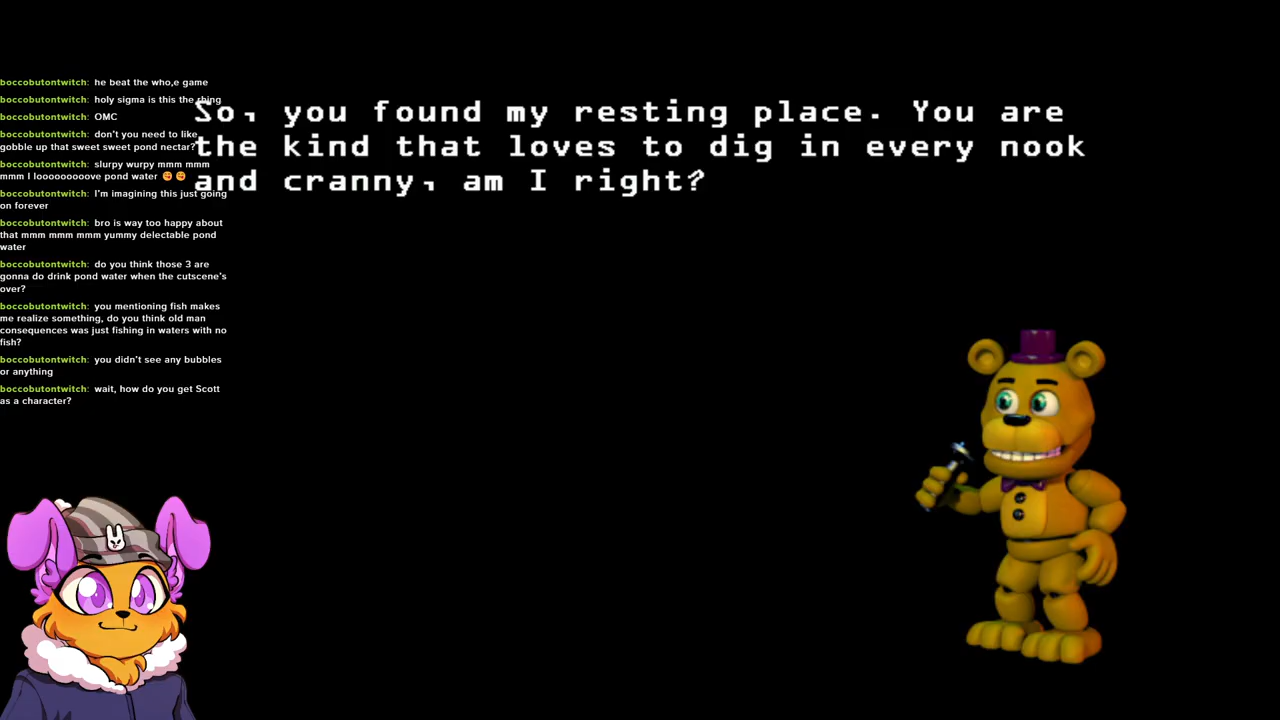 boccobutontwitch: he beat the who,e game
boccobutontwitch: holy sigma is this the rhing
boccobutontwitch: OMC
boccobutontwitch: don't you need to like
gobble up that sweet sweet pond nectar?
boccobutontwitch: slurpy wurpy mmm mmm
mmm I looooooooove pond water 😋 😋
boccobutontwitch: I'm imagining this just going
on forever
boccobutontwitch: bro is way too happy about
that mmm mmm mmm yummy delectable pond
water
boccobutontwitch: do you think those 3 are
gonna do drink pond water when the cutscene's
over?
boccobutontwitch: you mentioning fish makes
me realize something, do you think old man
consequences was just fishing in waters with no
fish?
boccobutontwitch: you didn't see any bubbles
or anything
boccobutontwitch: wait, how do you get Scott
as a character?
So, you found my resting place. You are
the kind that loves to dig in every nook
and cranny, am I right?